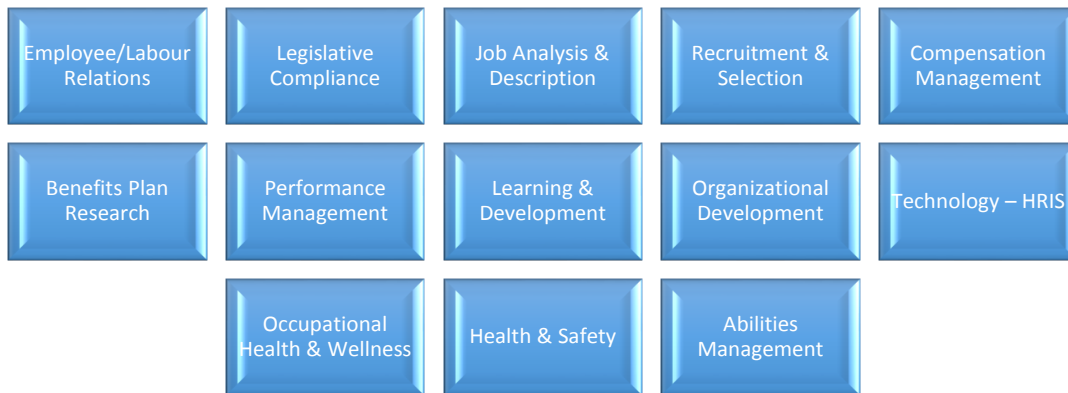 Employee/Labour
Relations
Legislative
Compliance
Job Analysis &
Description
Recruitment &
Selection
Compensation
Management
Benefits Plan
Research
Performance
Management
Learning &
Development
Organizational
Development
Technology – HRIS
Occupational
Health & Wellness
Health & Safety
Abilities
Management